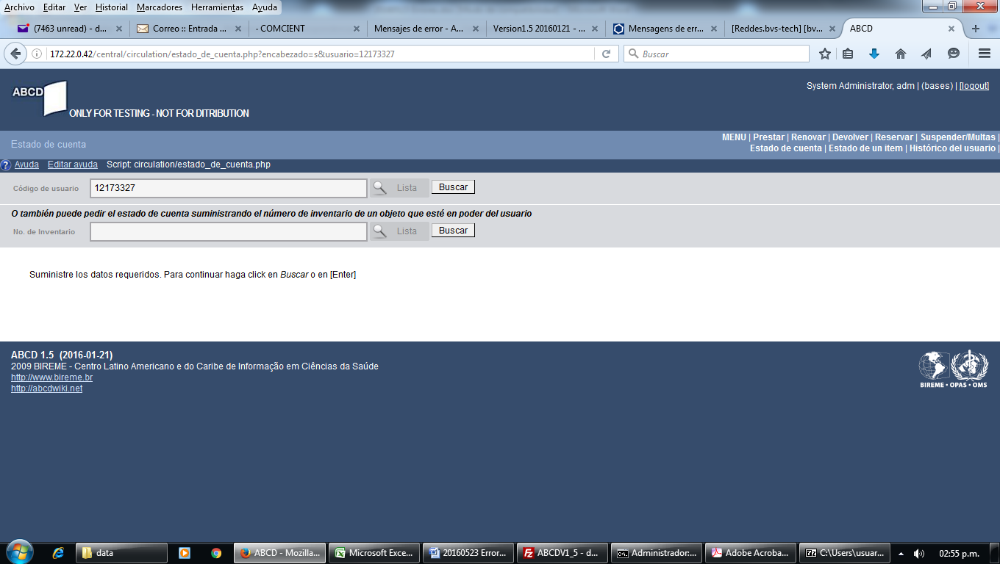 Archivo Editar Ver Historial Marcadores Herramientas Ayuda
(7463 unread) - d... Correo :: Entrada ... · COMCIENT Mensajes de error - A... Version1.5 20160121 - ... Mensagens de err... [Reddes.bvs-tech] [bv... ABCD
172.22.0.42/central/circulation/estado_de_cuenta.php?encabezado=s&usuario=12173327 Buscar
ABCD
ONLY FOR TESTING - NOT FOR DITRIBUTION
System Administrator, adm | (bases) | [logout]
Estado de cuenta
MENU | Prestar | Renovar | Devolver | Reservar | Suspender/Multas |
Estado de cuenta | Estado de un item | Histórico del usuario |
? Ayuda Editar ayuda Script: circulation/estado_de_cuenta.php
Código de usuario 12173327 Lista Buscar
O también puede pedir el estado de cuenta suministrando el número de inventario de un objeto que esté en poder del usuario
No. de Inventario Lista Buscar
Suministre los datos requeridos. Para continuar haga click en Buscar o en [Enter]
ABCD 1.5 (2016-01-21)
2009 BIREME - Centro Latino Americano e do Caribe de Informação em Ciências da Saúde
http://www.bireme.br
http://abcdwiki.net
BIREME • OPAS • OMS
data ABCD - Mozilla... Microsoft Exce... 20160523 Error... ABCDV1_5 - d... Administrador:... Adobe Acroba... C:\Users\usuar... 02:55 p.m.